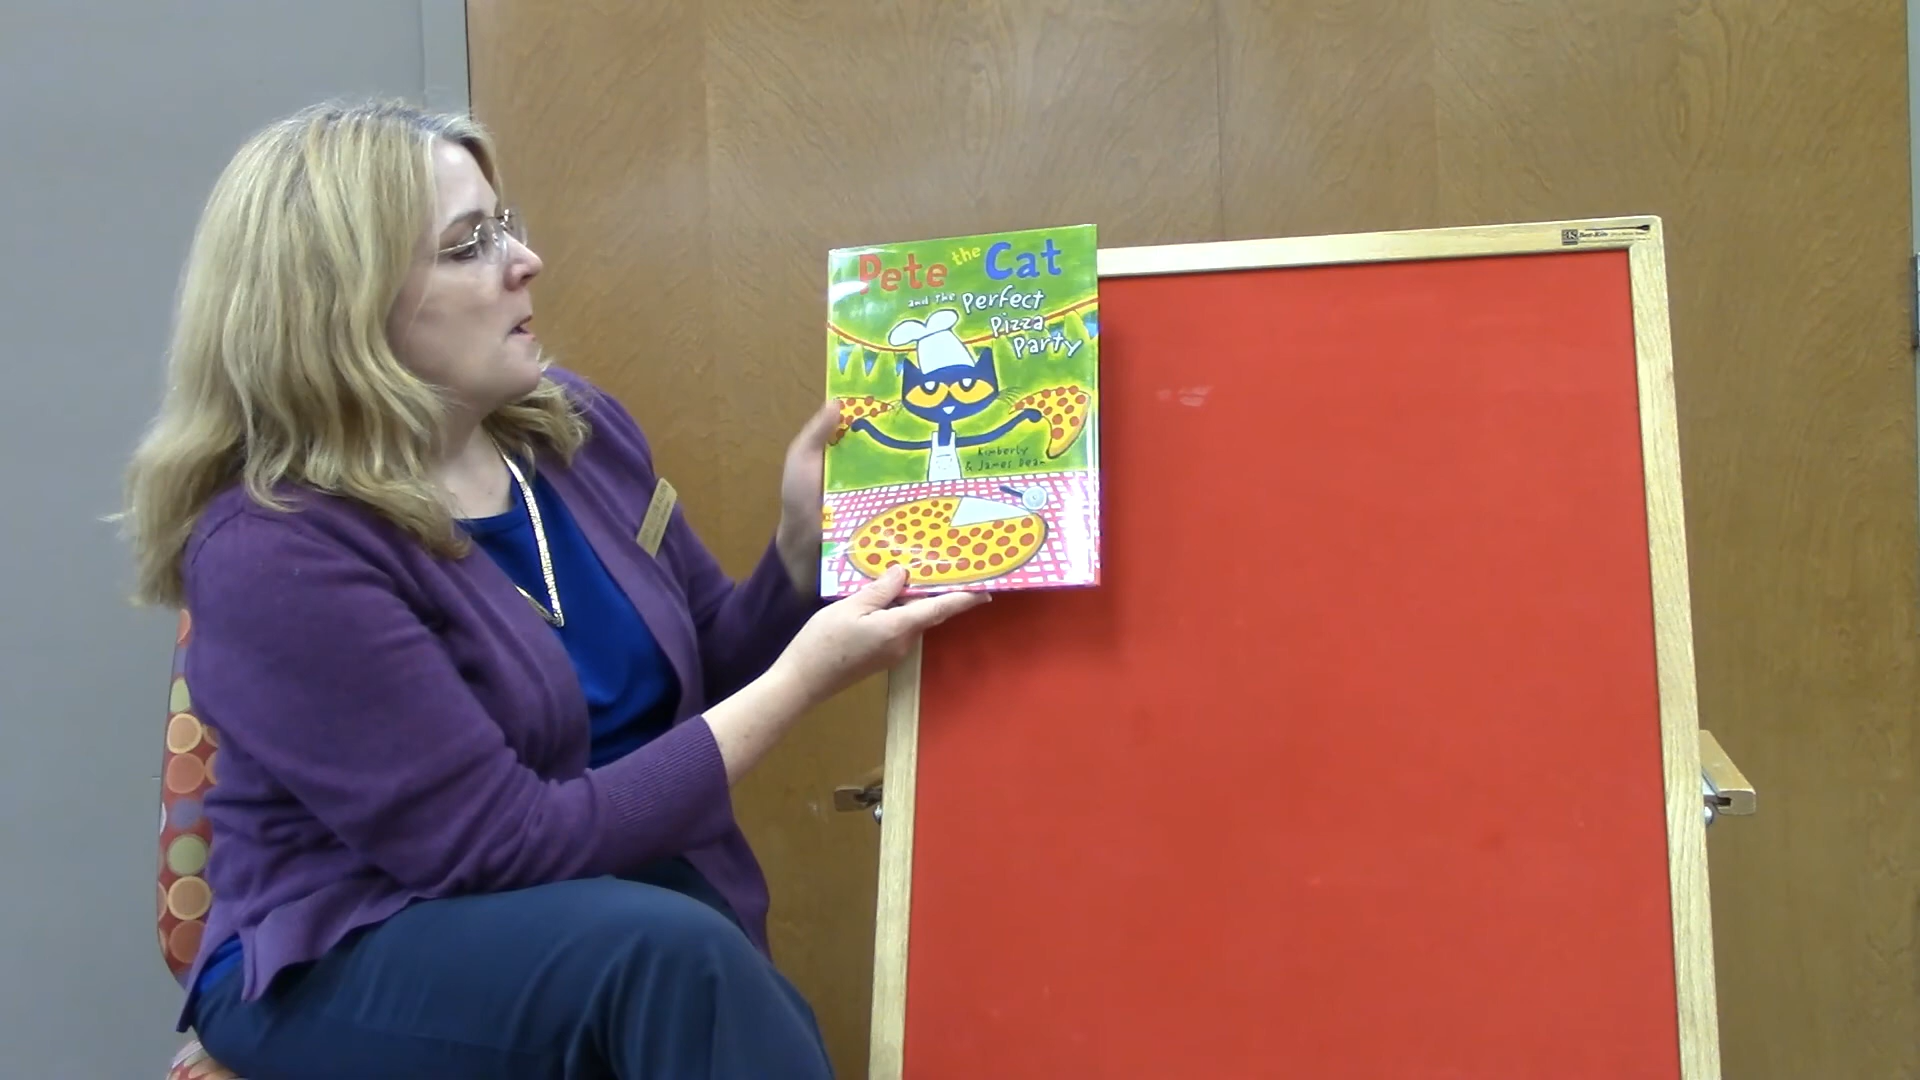 Pete the Cat
and the Perfect
Pizza
Party
Kimberly
& James Dean